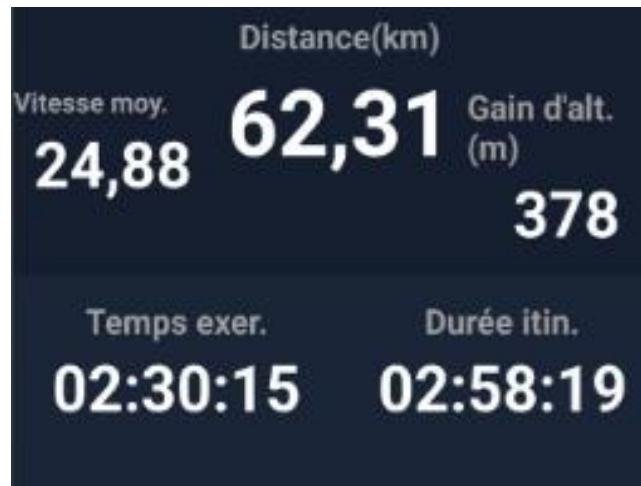 Distance(km)
Vitesse moy.
24,88
62,31
Gain d'alt.
(m)
378
Temps exer.
02:30:15
Durée itin.
02:58:19